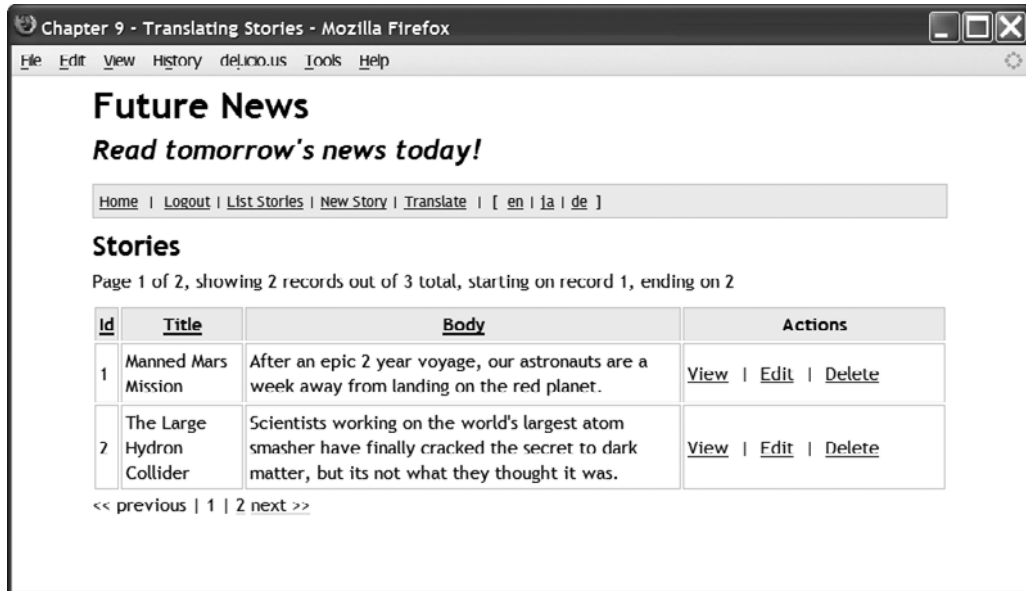 Chapter 9 - Translating Stories - Mozilla Firefox
File Edit View History del.icio.us Tools Help
Future News
Read tomorrow's news today!
Home | Logout | List Stories | New Story | Translate | [ en | ja | de ]
Stories
Page 1 of 2, showing 2 records out of 3 total, starting on record 1, ending on 2
Id Title Body Actions
1 Manned Mars Mission After an epic 2 year voyage, our astronauts are a week away from landing on the red planet. View | Edit | Delete
2 The Large Hydron Collider Scientists working on the world's largest atom smasher have finally cracked the secret to dark matter, but its not what they thought it was. View | Edit | Delete
<< previous | 1 | 2 next >>